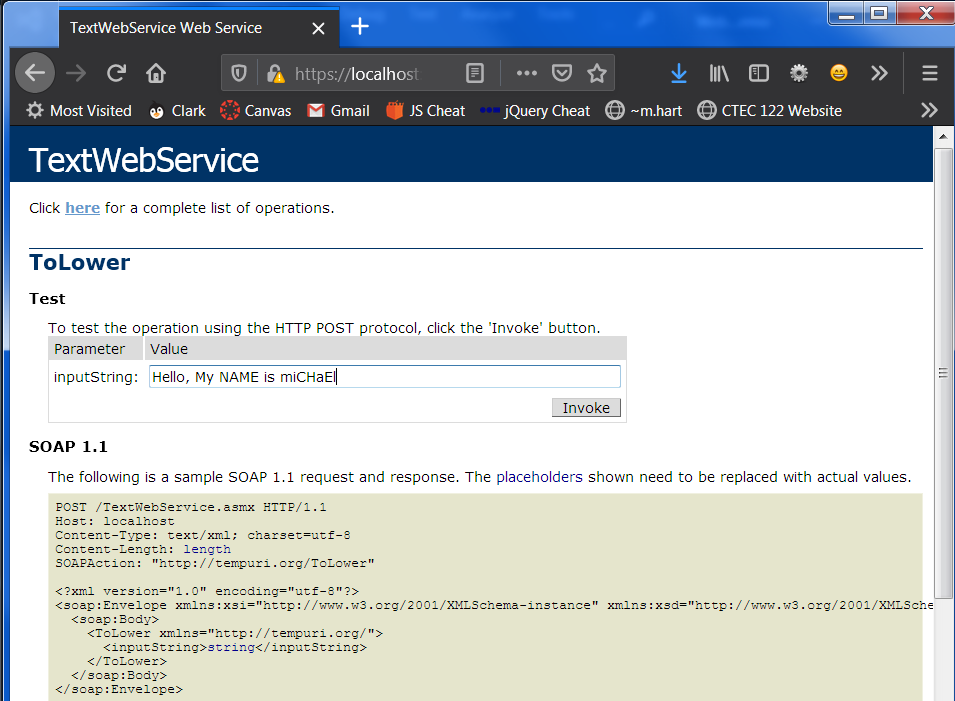 TextWebService Web Service
https://localhost
Most Visited Clark Canvas Gmail JS Cheat jQuery Cheat ~m.hart CTEC 122 Website
TextWebService
Click here for a complete list of operations.
ToLower
Test
To test the operation using the HTTP POST protocol, click the 'Invoke' button.
Parameter Value
inputString: Hello, My NAME is miCHaEl
Invoke
SOAP 1.1
The following is a sample SOAP 1.1 request and response. The placeholders shown need to be replaced with actual values.
POST /TextWebService.asmx HTTP/1.1
Host: localhost
Content-Type: text/xml; charset=utf-8
Content-Length: length
SOAPAction: "http://tempuri.org/ToLower"
<?xml version="1.0" encoding="utf-8"?>
<soap:Envelope xmlns:xsi="http://www.w3.org/2001/XMLSchema-instance" xmlns:xsd="http://www.w3.org/2001/XMLSche
<soap:Body>
<ToLower xmlns="http://tempuri.org/">
<inputString>string</inputString>
</ToLower>
</soap:Body>
</soap:Envelope>